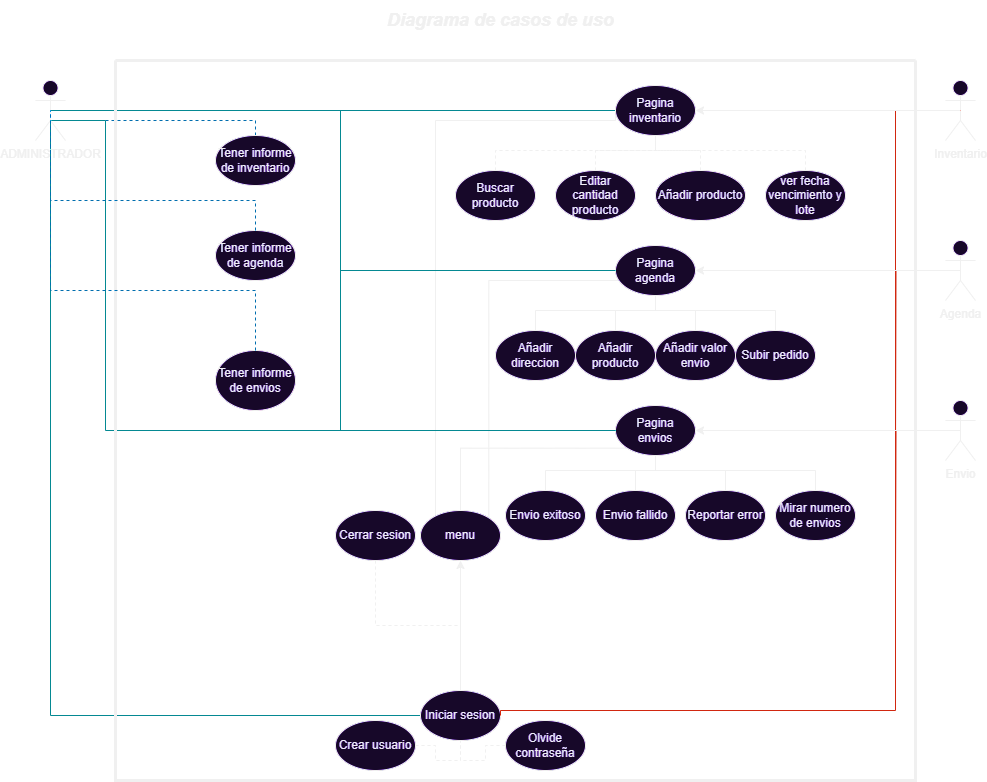 Diagrama de casos de uso
ADMINISTRADOR
Inventario
Agenda
Envio
Pagina
inventario
Tener informe
de inventario
Buscar
producto
Editar
cantidad
producto
Añadir producto
ver fecha
vencimiento y
lote
Tener informe
de agenda
Pagina
agenda
Añadir
direccion
Añadir
producto
Añadir valor
envio
Subir pedido
Tener informe
de envios
Pagina
envios
Envio exitoso
Envio fallido
Reportar error
Mirar numero
de envios
Cerrar sesion
menu
Iniciar sesion
Crear usuario
Olvide
contraseña